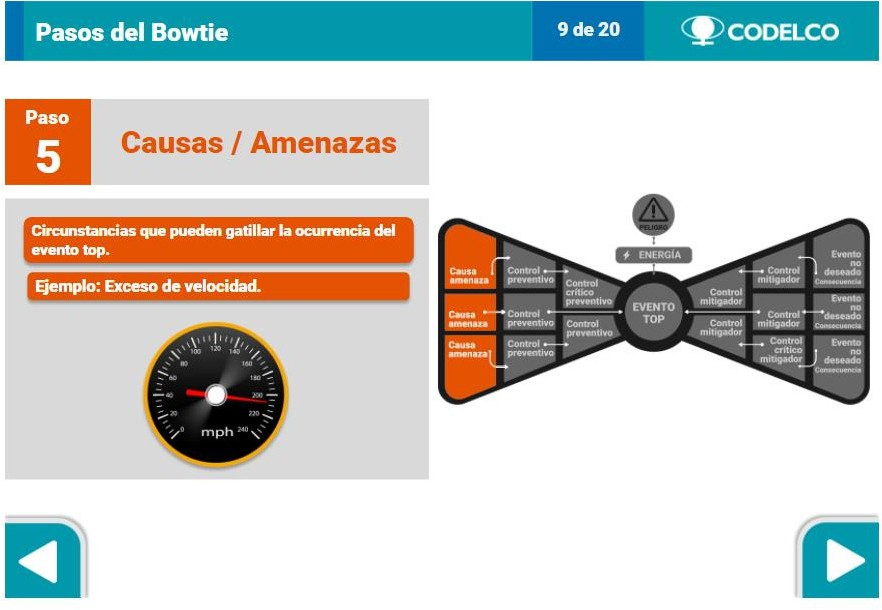 Pasos del Bowtie
9 de 20
CODELCO
Paso
5
Causas / Amenazas
Circunstancias que pueden gatillar la ocurrencia del
evento top.
Ejemplo: Exceso de velocidad.
0
20
40
60
80
100
120
140
160
180
200
220
240
mph
PELIGRO
ENERGÍA
EVENTO
TOP
Causa
amenaza
Causa
amenaza
Causa
amenaza
Control
preventivo
Control
preventivo
Control
preventivo
Control
crítico
preventivo
Control
preventivo
Control
mitigador
Control
mitigador
Control
mitigador
Control
mitigador
Control
crítico
mitigador
Evento
no
deseado
Consecuencia
Evento
no
deseado
Consecuencia
Evento
no
deseado
Consecuencia